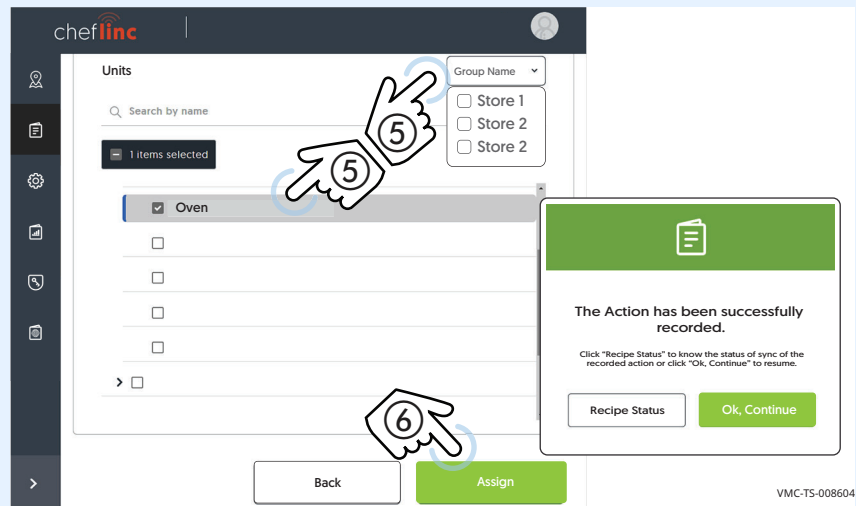 cheflinc
Units
Group Name
Search by name
Store 1
Store 2
Store 2
5
5
1 items selected
Oven
The Action has been successfully
recorded.
Click “Recipe Status” to know the status of sync of the
recorded action or click “Ok, Continue” to resume.
Recipe Status
Ok, Continue
6
Back
Assign
VMC-TS-008604